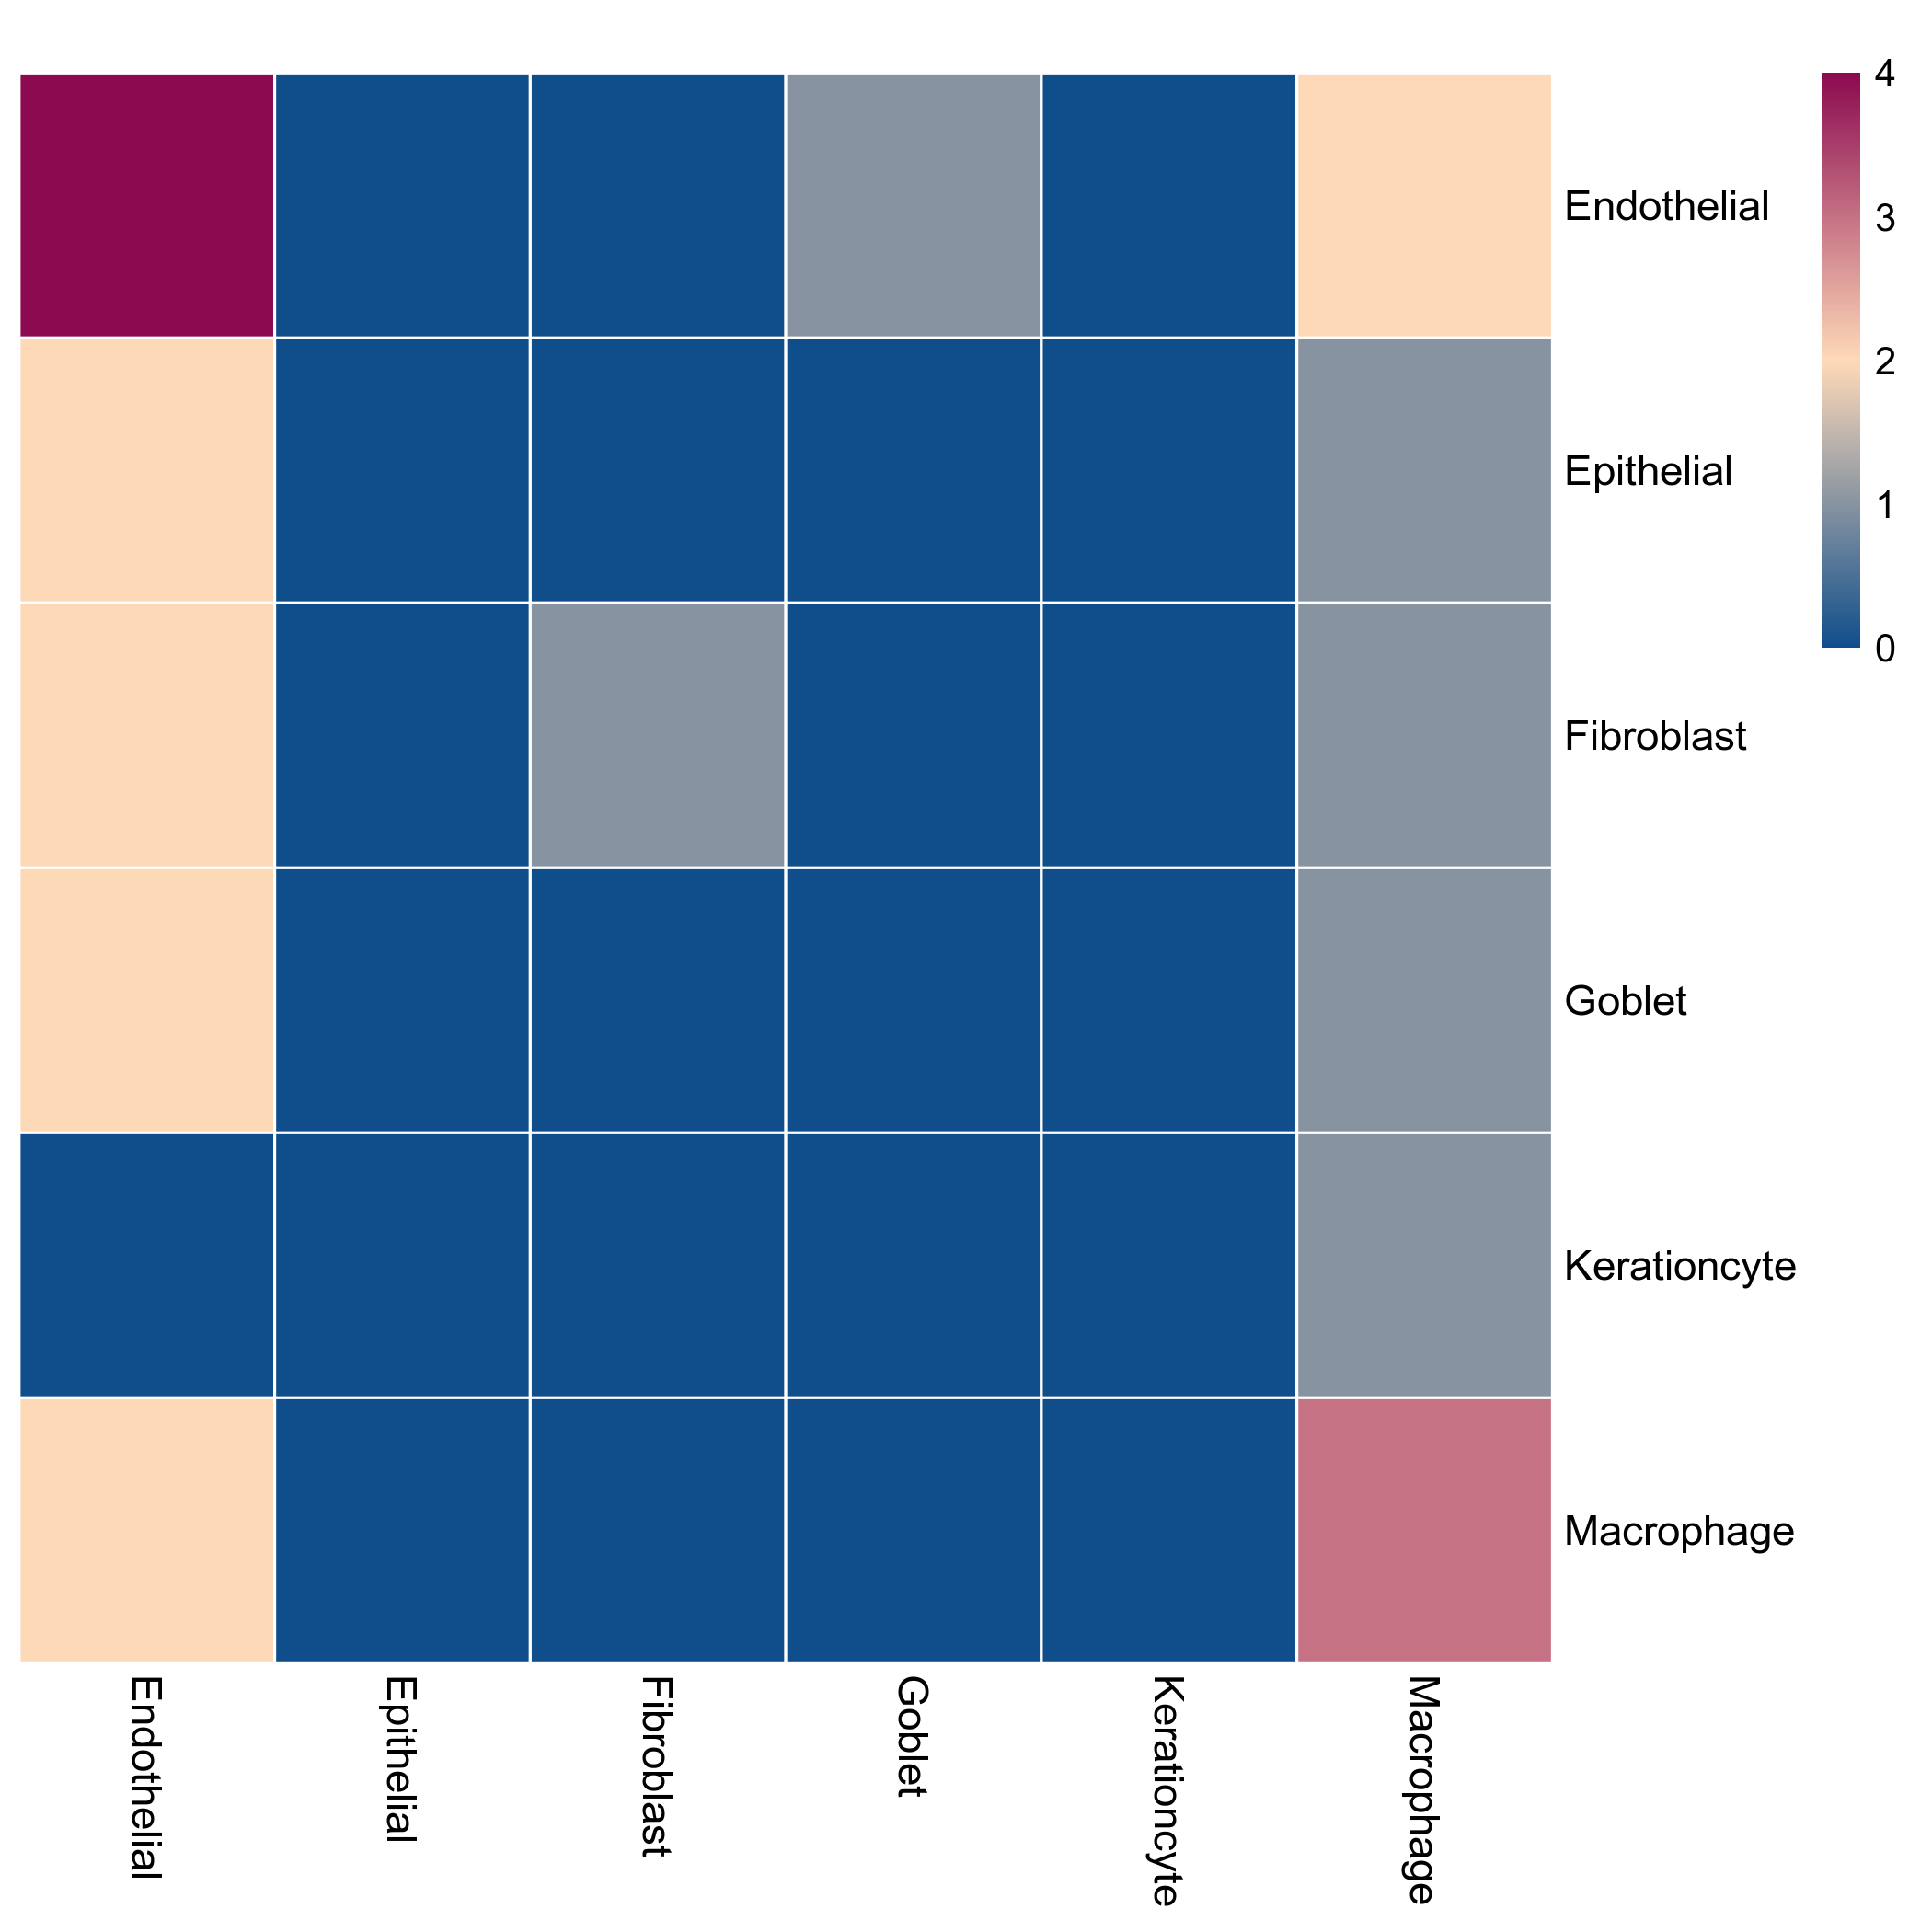 4
3
2
1
0
Endothelial
Epithelial
Fibroblast
Goblet
Kerationcyte
Macrophage
Endothelial
Epithelial
Fibroblast
Goblet
Kerationcyte
Macrophage